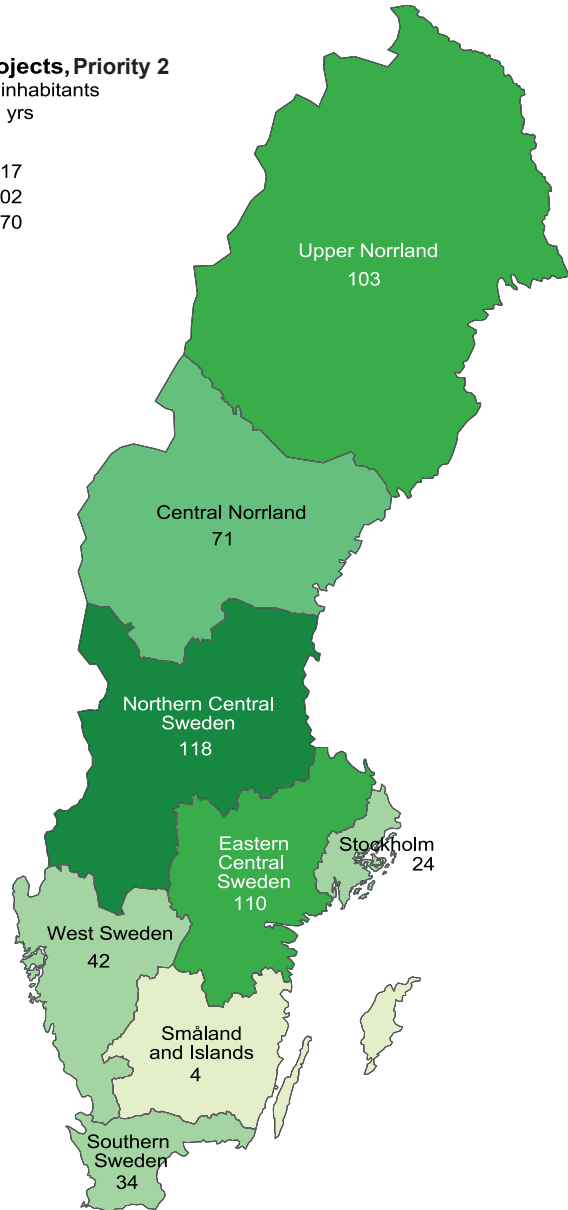 ojects, Priority 2
inhabitants
yrs
17
02
70
Upper Norrland
103
Central Norrland
71
Northern Central
Sweden
118
Eastern
Central
Sweden
110
Stockholm
24
West Sweden
42
Småland
and Islands
4
Southern
Sweden
34